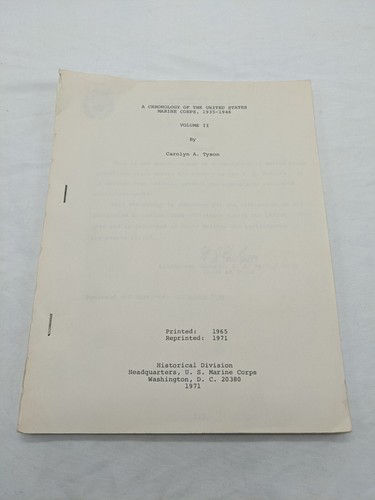 A CHRONOLOGY OF THE UNITED STATES
MARINE CORPS, 1935-1946
VOLUME II
By
Carolyn A. Tyson
Printed: 1965
Reprinted: 1971
Historical Division
Headquarters, U. S. Marine Corps
Washington, D. C. 20380
1971